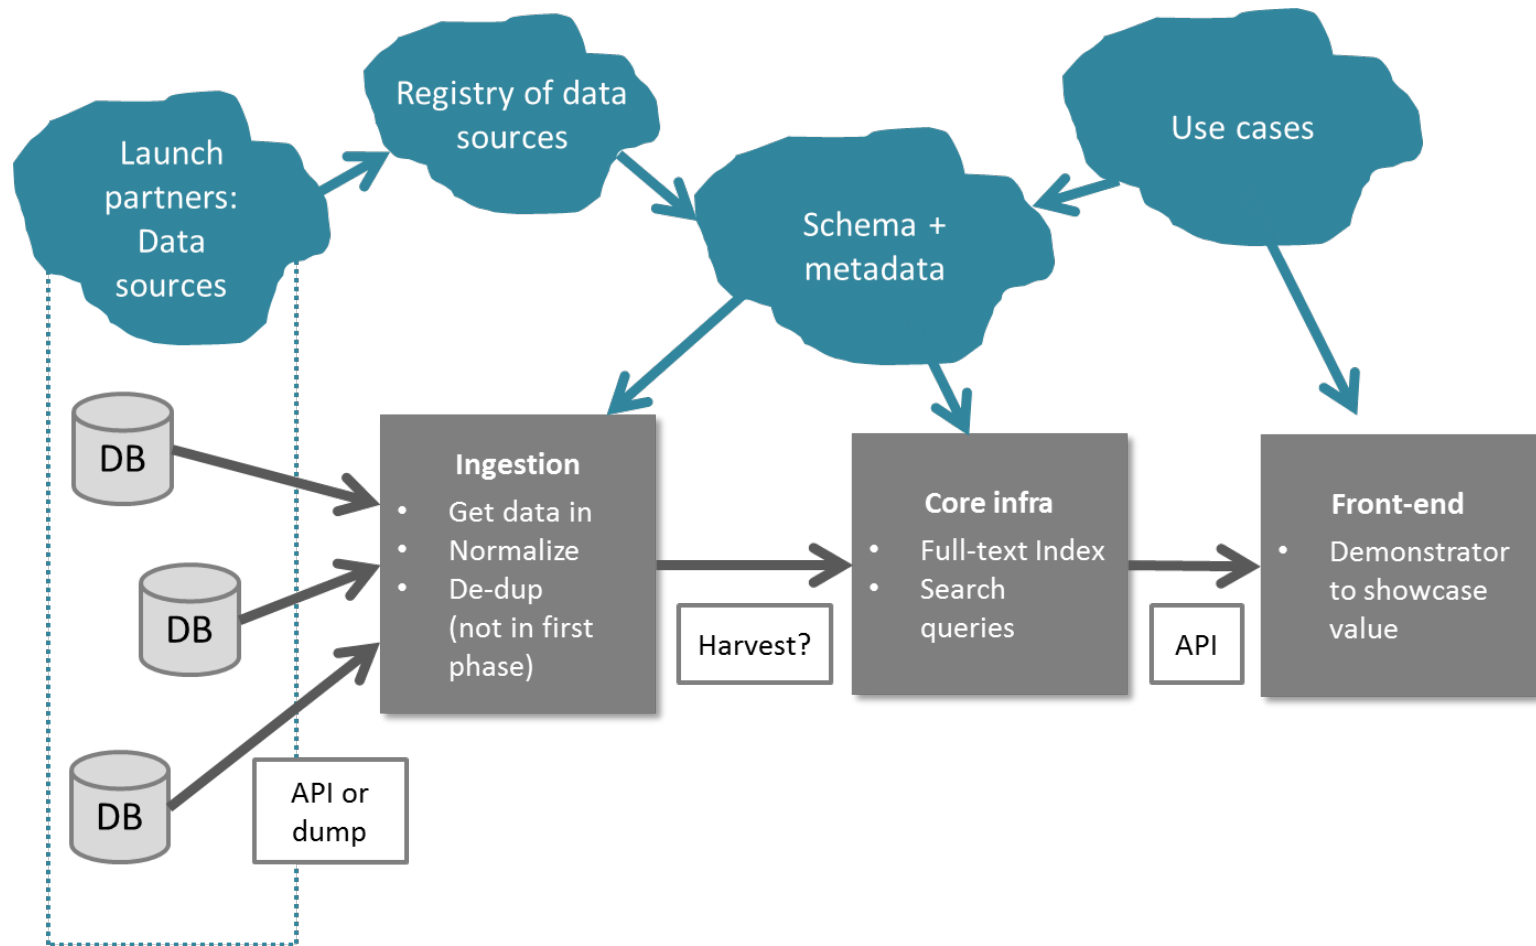 Launch
partners:
Data
sources
Registry of data
sources
Schema +
metadata
Use cases
DB
DB
DB
API or
dump
Ingestion
• Get data in
• Normalize
• De-dup
(not in first
phase)
Harvest?
Core infra
• Full-text Index
• Search
queries
API
Front-end
• Demonstrator
to showcase
value